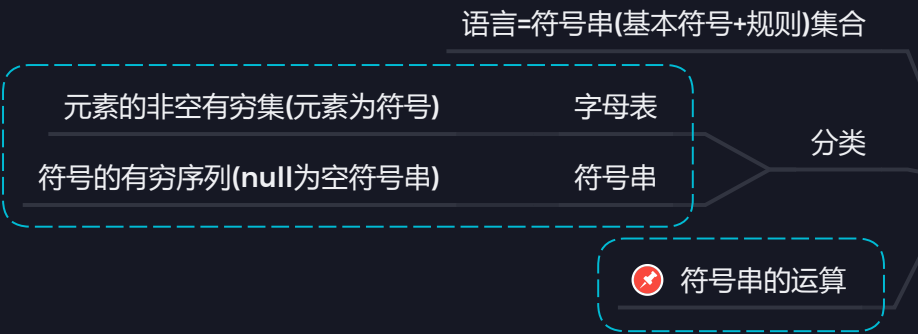 语言=符号串(基本符号+规则)集合
元素的非空有穷集(元素为符号) 字母表
分类
符号的有穷序列(null为空符号串) 符号串
符号串的运算